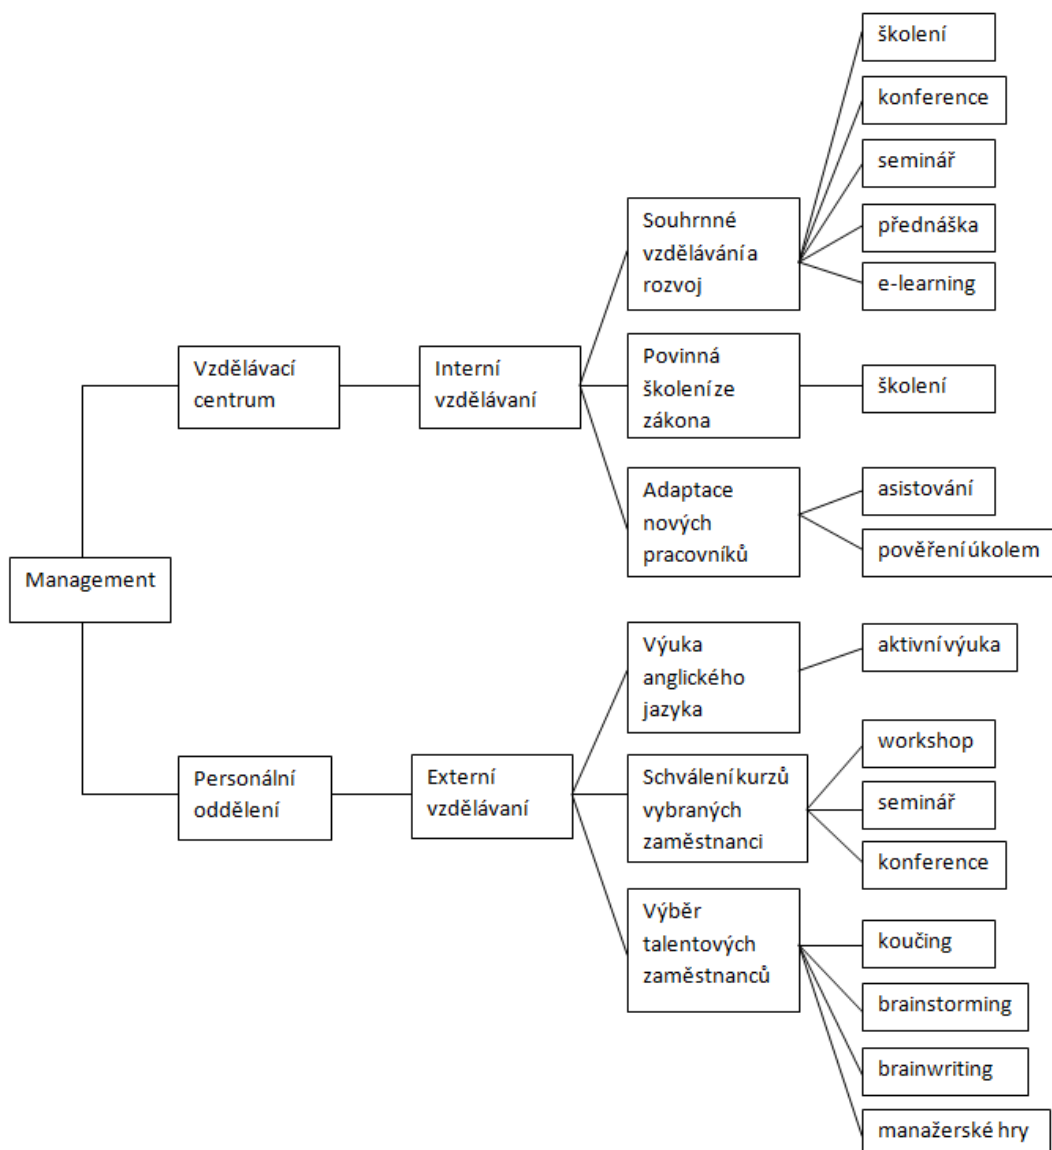 školení
konference
seminář
přednáška
e-learning
Souhrnné
vzdělávání a
rozvoj
Povinná
školení ze
zákona
školení
Adaptace
nových
pracovníků
asistování
pověření úkolem
Vzdělávací
centrum
Interní
vzdělávaní
Management
Personální
oddělení
Externí
vzdělávaní
Výuka
anglického
jazyka
aktivní výuka
Schválení kurzů
vybraných
zaměstnanci
workshop
seminář
konference
Výběr
talentových
zaměstnanců
koučing
brainstorming
brainwriting
manažerské hry